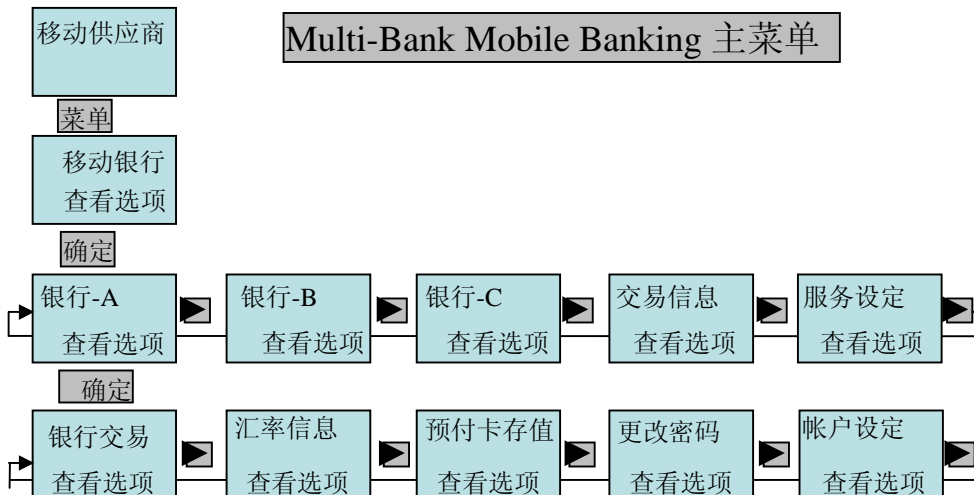 移动供应商
Multi-Bank Mobile Banking 主菜单
菜单
移动银行
查看选项
确定
银行-A
查看选项
银行-B
查看选项
银行-C
查看选项
交易信息
查看选项
服务设定
查看选项
确定
银行交易
查看选项
汇率信息
查看选项
预付卡存值
查看选项
更改密码
查看选项
帐户设定
查看选项